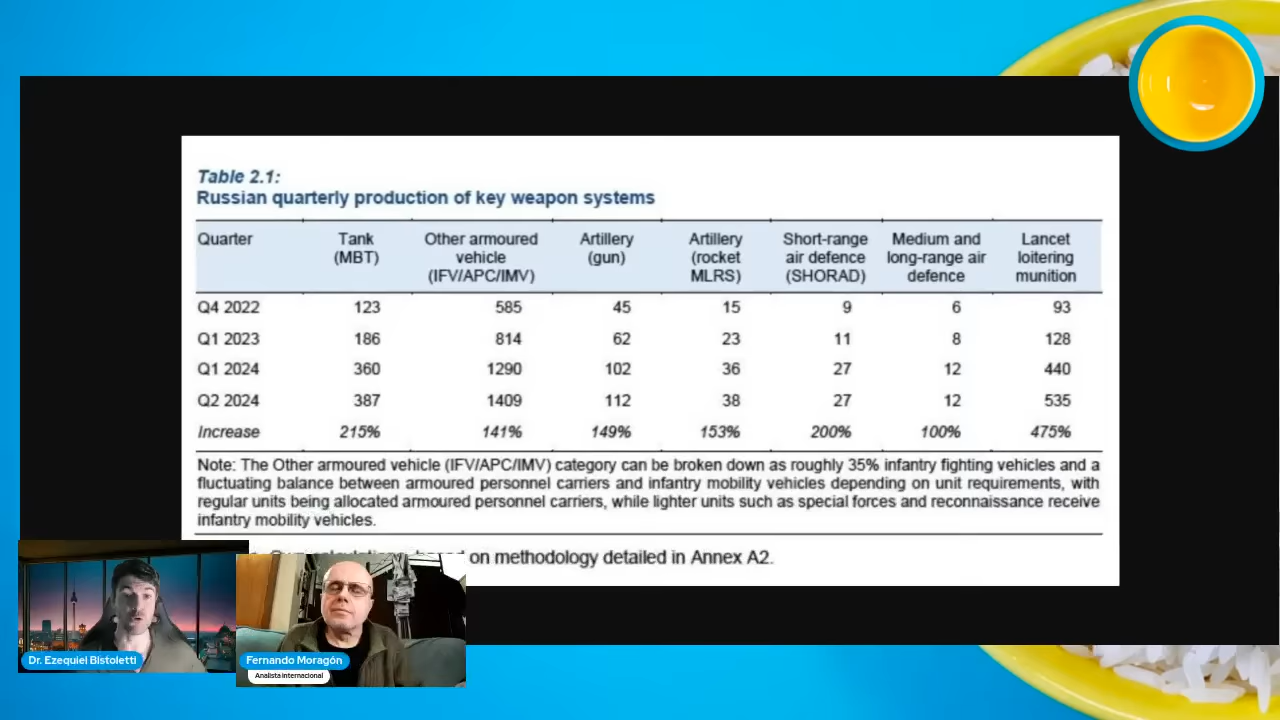 Table 2.1:
Russian quarterly production of key weapon systems
Quarter Tank (MBT) Other armoured vehicle (IFV/APC/IMV) Artillery (gun) Artillery (rocket MLRS) Short-range air defence (SHORAD) Medium and long-range air defence Lancet loitering munition
Q4 2022 123 585 45 15 9 6 93
Q1 2023 186 814 62 23 11 8 128
Q1 2024 360 1290 102 36 27 12 440
Q2 2024 387 1409 112 38 27 12 535
Increase 215% 141% 149% 153% 200% 100% 475%
Note: The Other armoured vehicle (IFV/APC/IMV) category can be broken down as roughly 35% infantry fighting vehicles and a
fluctuating balance between armoured personnel carriers and infantry mobility vehicles depending on unit requirements, with
regular units being allocated armoured personnel carriers, while lighter units such as special forces and reconnaissance receive
infantry mobility vehicles.
on methodology detailed in Annex A2.
Dr. Ezequiel Bistoletti
Fernando Moragón
Analista internacional